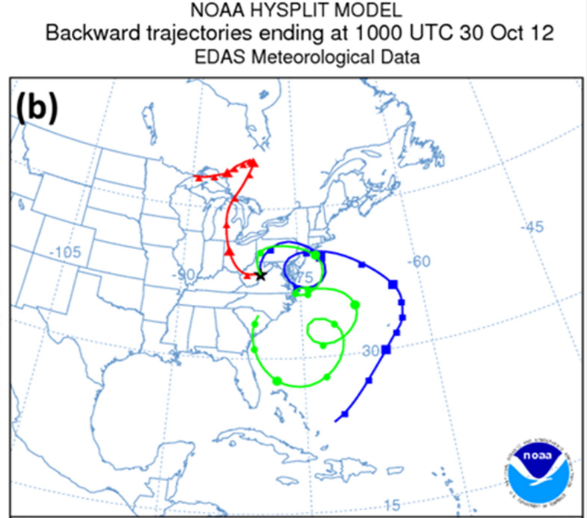 NOAA HYSPLIT MODEL
Backward trajectories ending at 1000 UTC 30 Oct 12
EDAS Meteorological Data
(b)
-45
-105
-60
-90
-75
30
noaa
15